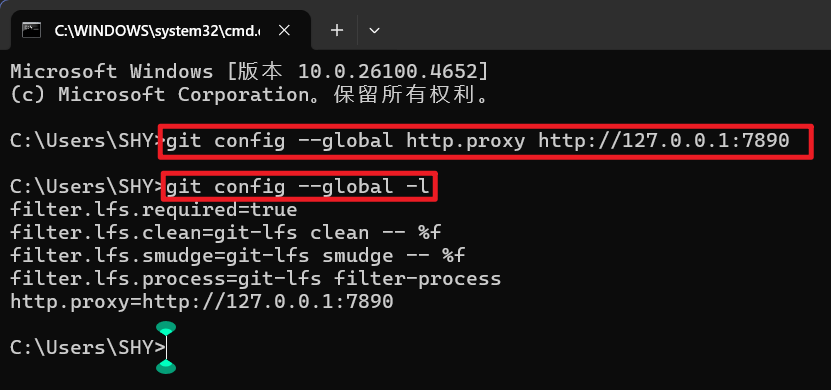 C:\WINDOWS\system32\cmd.e
Microsoft Windows [版本 10.0.26100.4652]
(c) Microsoft Corporation。保留所有权利。
C:\Users\SHY>git config --global http.proxy http://127.0.0.1:7890
C:\Users\SHY>git config --global -l
filter.lfs.required=true
filter.lfs.clean=git-lfs clean -- %f
filter.lfs.smudge=git-lfs smudge -- %f
filter.lfs.process=git-lfs filter-process
http.proxy=http://127.0.0.1:7890
C:\Users\SHY>